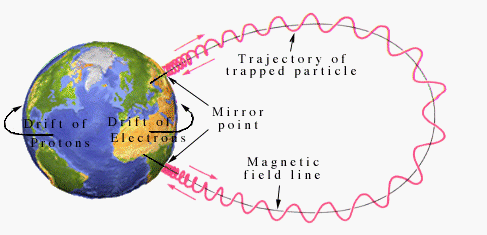 Trajectory of
trapped particle
Mirror
point
Drift of
Protons
Drift of
Electrons
Magnetic
field line